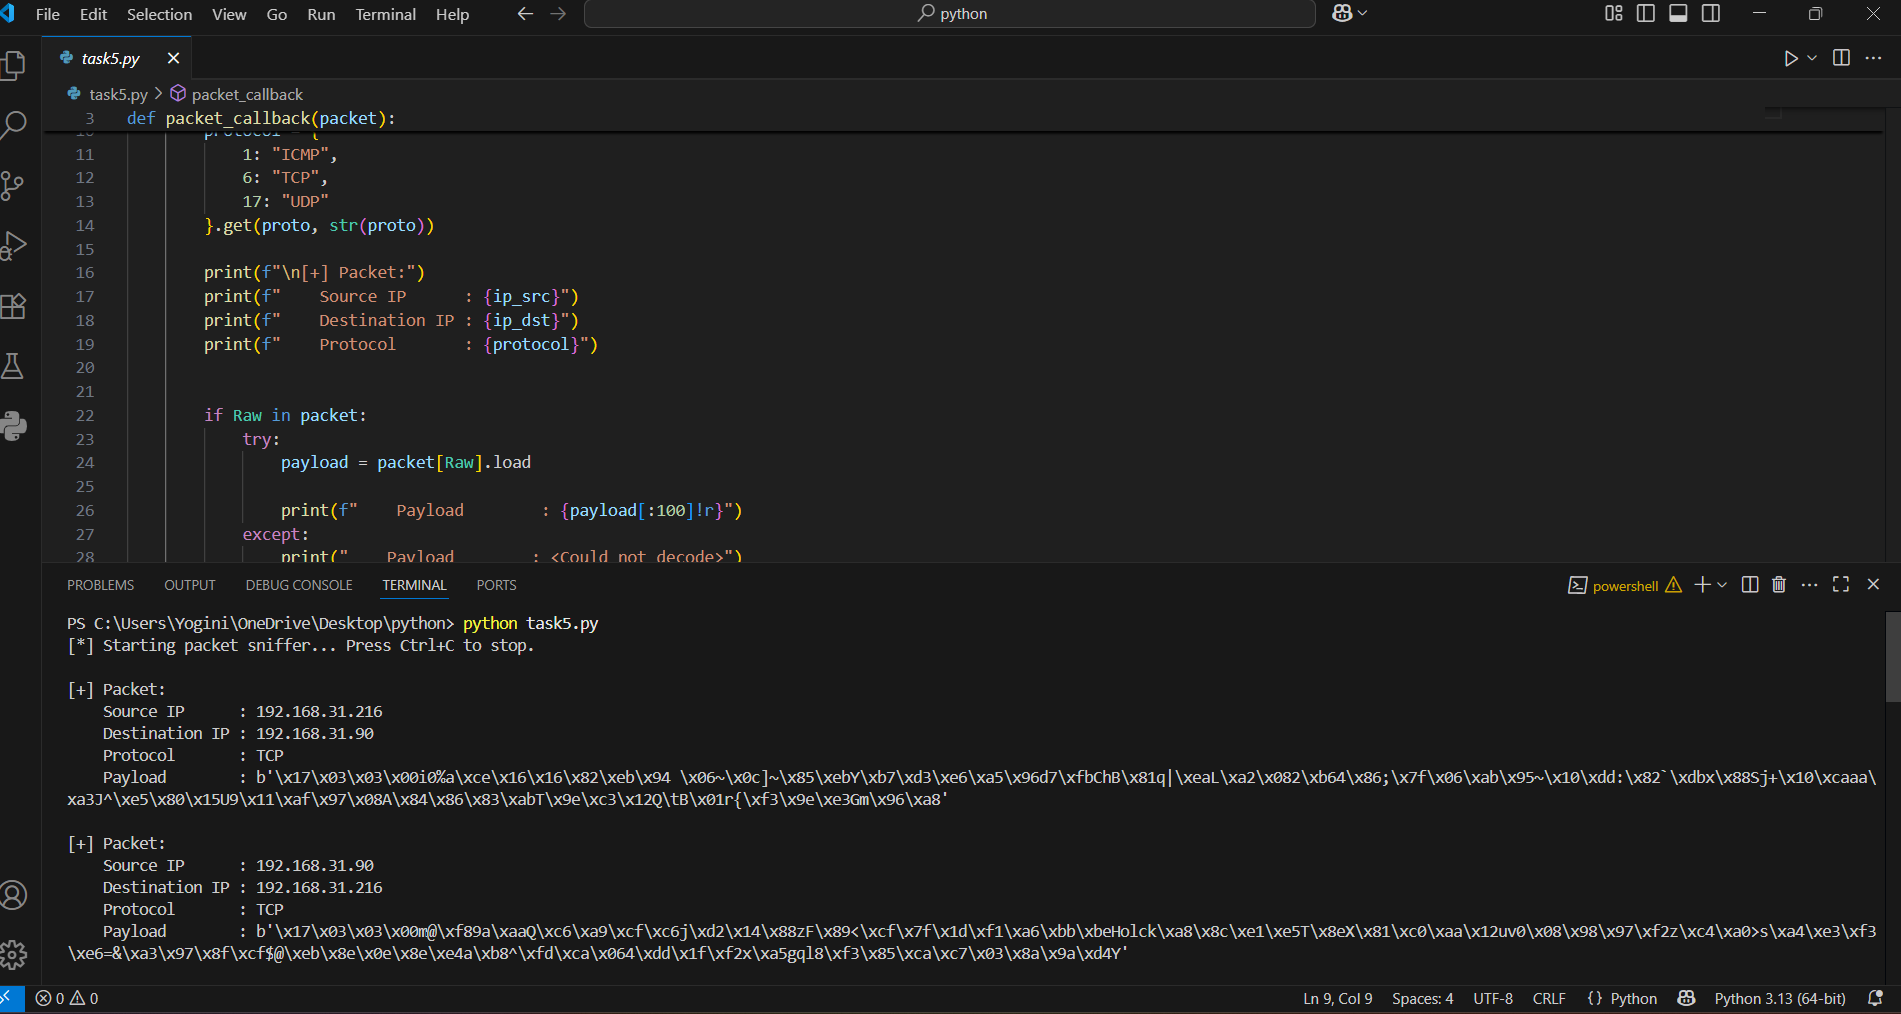 File Edit Selection View Go Run Terminal Help python
task5.py
task5.py > packet_callback
3 def packet_callback(packet):
10 protocol = {
11 1: "ICMP",
12 6: "TCP",
13 17: "UDP"
14 }.get(proto, str(proto))
15
16 print(f"\n[+] Packet:")
17 print(f"    Source IP      : {ip_src}")
18 print(f"    Destination IP : {ip_dst}")
19 print(f"    Protocol       : {protocol}")
20
21
22 if Raw in packet:
23 try:
24 payload = packet[Raw].load
25
26 print(f"    Payload        : {payload[:100]!r}")
27 except:
28 print("    Payload        : <Could not decode>")
PROBLEMS OUTPUT DEBUG CONSOLE TERMINAL PORTS powershell
PS C:\Users\Yogini\OneDrive\Desktop\python> python task5.py
[*] Starting packet sniffer... Press Ctrl+C to stop.
[+] Packet:
Source IP      : 192.168.31.216
Destination IP : 192.168.31.90
Protocol       : TCP
Payload        : b'\x17\x03\x03\x00i0%a\xce\x16\x16\x82\xeb\x94 \x06~\x0c]~\x85\xebY\xb7\xd3\xe6\xa5\x96d7\xfbChB\x81q|\xeaL\xa2\x082\xb64\x86;\x7f\x06\xab\x95~\x10\xdd:\x82`\xdbx\x88Sj+\x10\xcaaa\
xa3J^\xe5\x80\x15U9\x11\xaf\x97\x08A\x84\x86\x83\xabT\x9e\xc3\x12Q\tB\x01r{\xf3\x9e\xe3Gm\x96\xa8'
[+] Packet:
Source IP      : 192.168.31.90
Destination IP : 192.168.31.216
Protocol       : TCP
Payload        : b'\x17\x03\x03\x00m@\xf89a\xaaQ\xc6\xa9\xcf\xc6j\xd2\x14\x88zF\x89<\xcf\x7f\x1d\xf1\xa6\xbb\xbeHolck\xa8\x8c\xe1\xe5T\x8eX\x81\xc0\xaa\x12uv0\x08\x98\x97\xf2z\xc4\xa0>s\xa4\xe3\xf3
\xe6=&\xa3\x97\x8f\xcf$@\xeb\x8e\x0e\x8e\xe4a\xb8^\xfd\xca\x064\xdd\x1f\xf2x\xa5gql8\xf3\x85\xca\xc7\x03\x8a\x9a\xd4Y'
0 0 Ln 9, Col 9 Spaces: 4 UTF-8 CRLF {} Python Python 3.13 (64-bit)